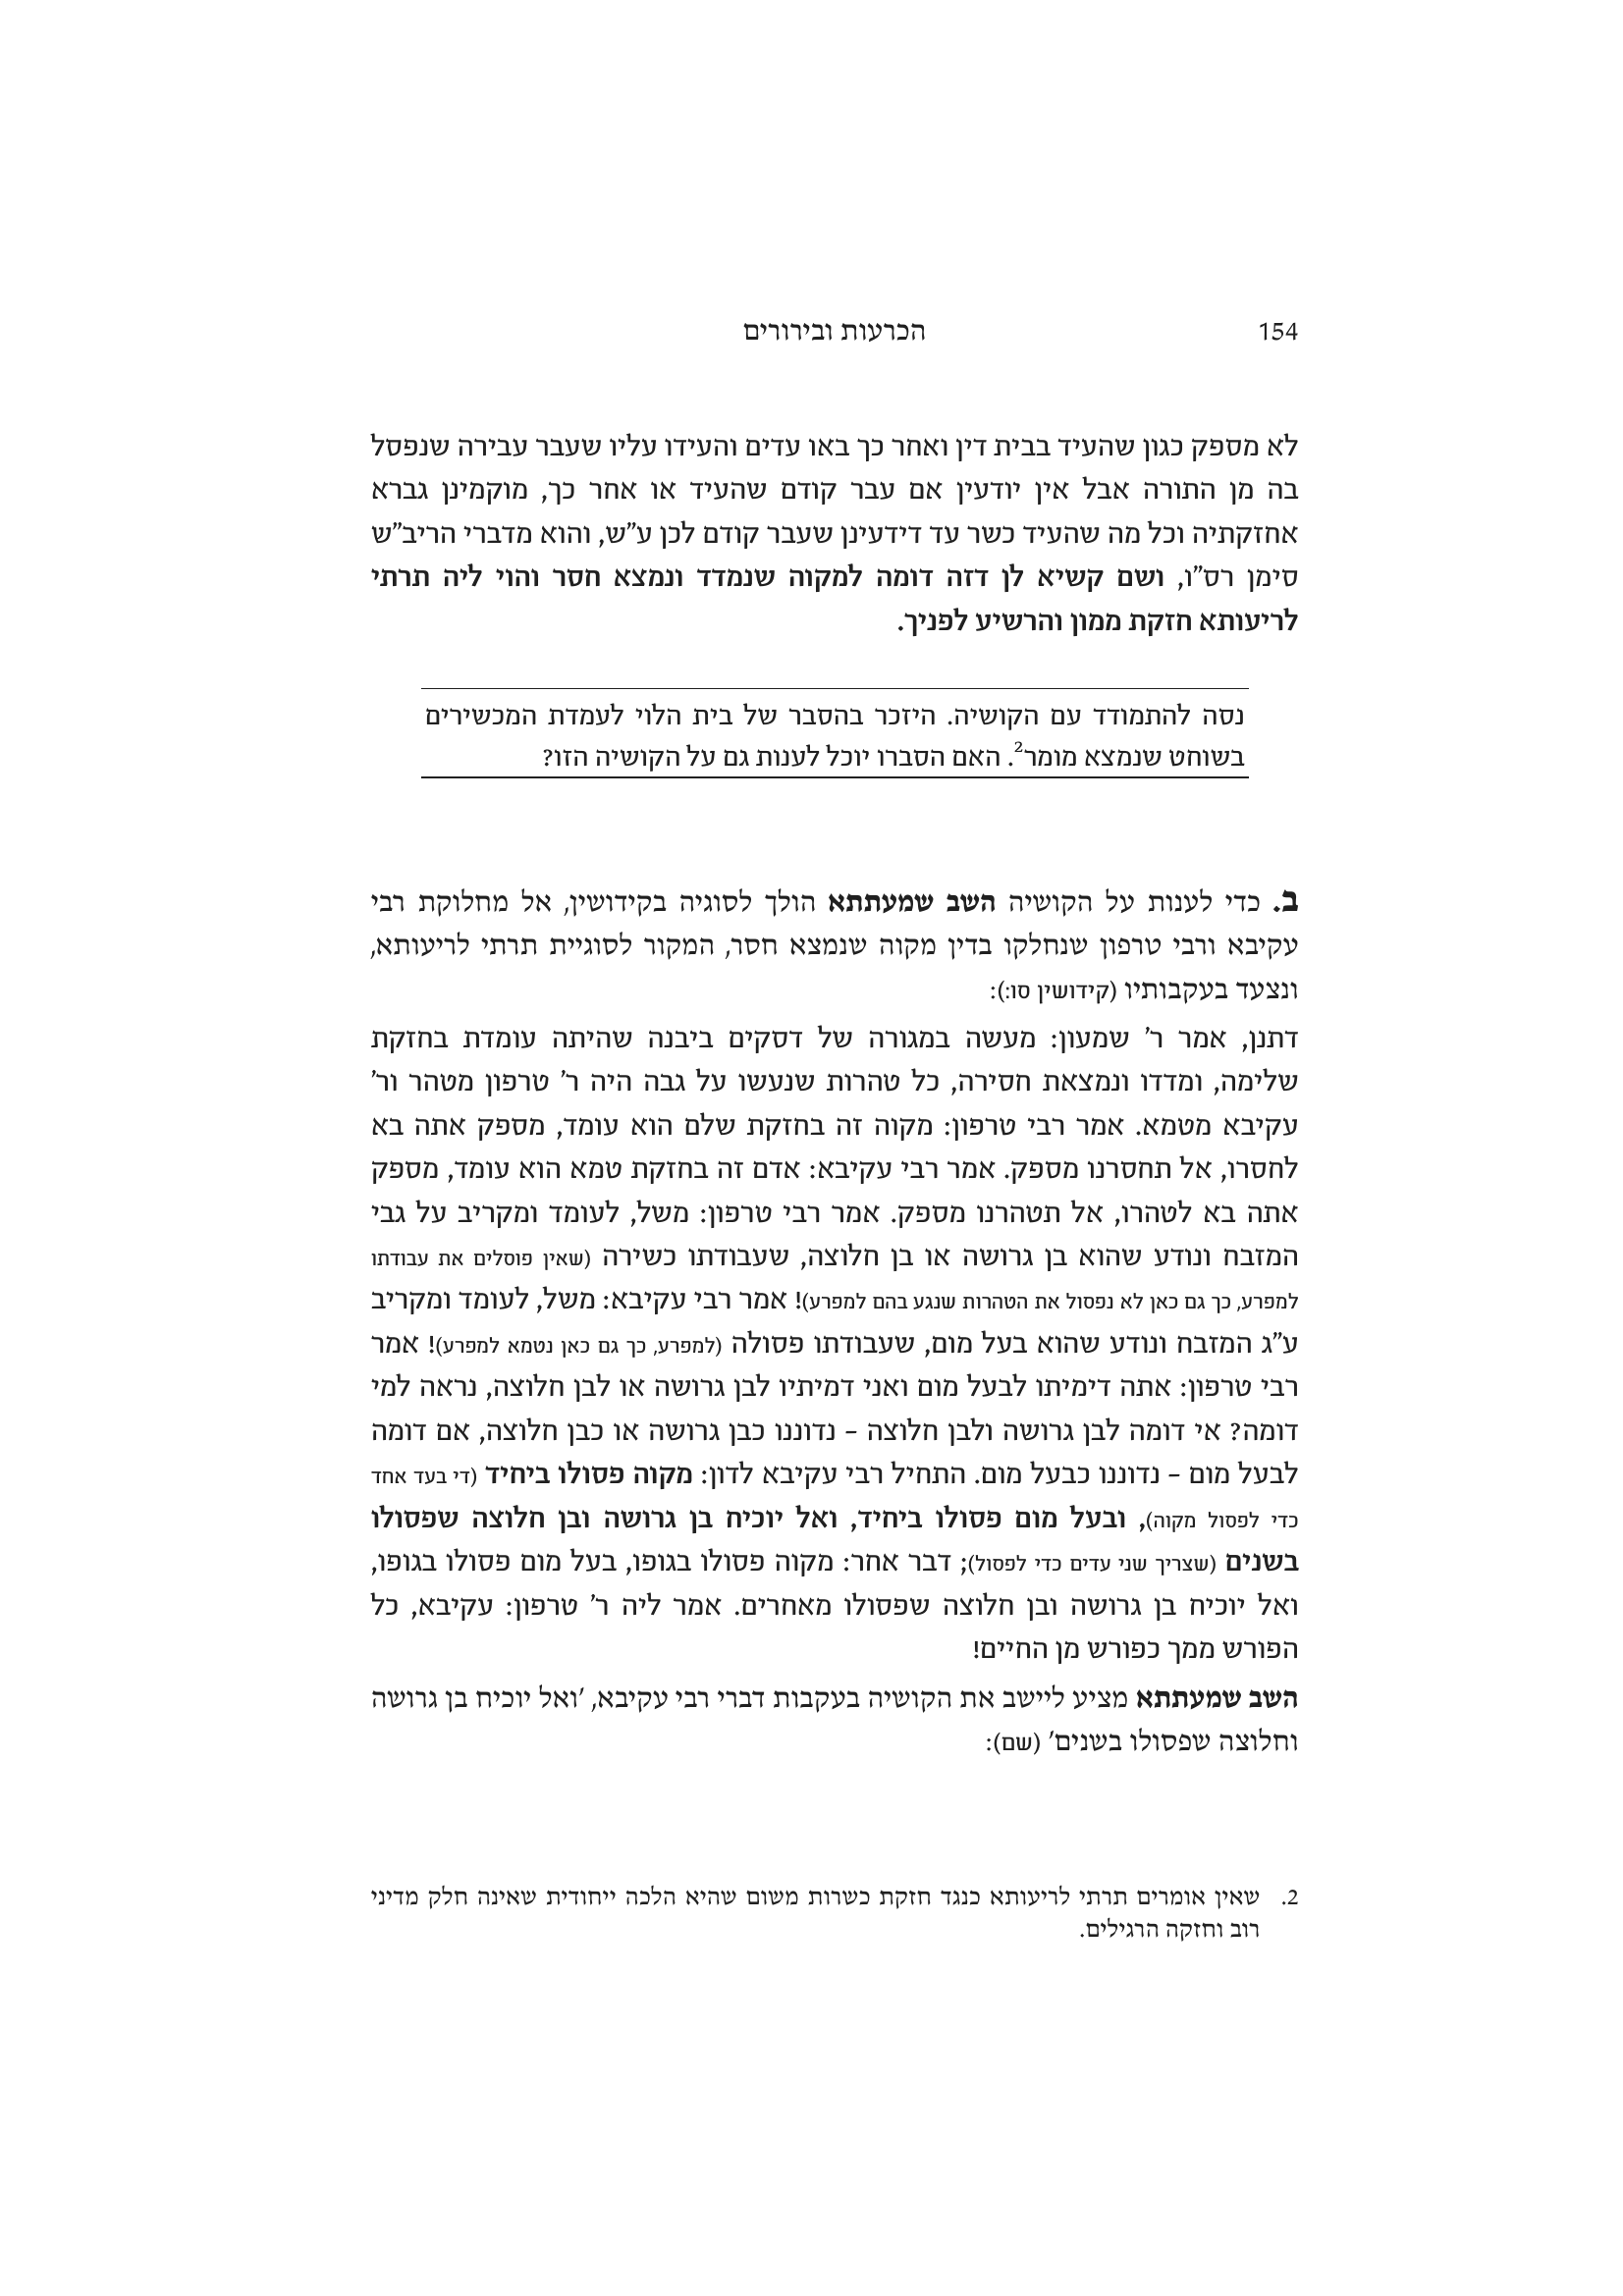 154 הכרעות ובירורים
לא מספק כגון שהעיד בבית דין ואחר כך באו עדים והעידו עליו שעבר עבירה שנפסל
בה מן התורה אבל אין יודעין אם עבר קודם שהעיד או אחר כך, מוקמינן גברא
אחזקתיה וכל מה שהעיד כשר עד דידעינן שעבר קודם לכן ע״ש, והוא מדברי הריב״ש
סימן רס״ו, ושם קשיא לן דזה דומה למקוה שנמדד ונמצא חסר והוי ליה תרתי
לריעותא חזקת ממון והרשיע לפניך.
נסה להתמודד עם הקושיה. היזכר בהסבר של בית הלוי לעמדת המכשירים
בשוחט שנמצא מומר². האם הסברו יוכל לענות גם על הקושיה הזו?
ב. כדי לענות על הקושיה השב שמעתתא הולך לסוגיה בקידושין, אל מחלוקת רבי
עקיבא ורבי טרפון שנחלקו בדין מקוה שנמצא חסר, המקור לסוגיית תרתי לריעותא,
ונצעד בעקבותיו (קידושין סו:):
דתנן, אמר ר׳ שמעון: מעשה במגורה של דסקים ביבנה שהיתה עומדת בחזקת
שלימה, ומדדו ונמצאת חסירה, כל טהרות שנעשו על גבה היה ר׳ טרפון מטהר ור׳
עקיבא מטמא. אמר רבי טרפון: מקוה זה בחזקת שלם הוא עומד, מספק אתה בא
לחסרו, אל תחסרנו מספק. אמר רבי עקיבא: אדם זה בחזקת טמא הוא עומד, מספק
אתה בא לטהרו, אל תטהרנו מספק. אמר רבי טרפון: משל, לעומד ומקריב על גבי
המזבח ונודע שהוא בן גרושה או בן חלוצה, שעבודתו כשירה (שאין פוסלים את עבודתו
למפרע, כך גם כאן לא נפסול את הטהרות שנגע בהם למפרע)! אמר רבי עקיבא: משל, לעומד ומקריב
ע״ג המזבח ונודע שהוא בעל מום, שעבודתו פסולה (למפרע, כך גם כאן נטמא למפרע)! אמר
רבי טרפון: אתה דימיתו לבעל מום ואני דמיתיו לבן גרושה או לבן חלוצה, נראה למי
דומה? אי דומה לבן גרושה ולבן חלוצה – נדוננו כבן גרושה או כבן חלוצה, אם דומה
לבעל מום – נדוננו כבעל מום. התחיל רבי עקיבא לדון: מקוה פסולו ביחיד (די בעד אחד
כדי לפסול מקוה), ובעל מום פסולו ביחיד, ואל יוכיח בן גרושה ובן חלוצה שפסולו
בשנים (שצריך שני עדים כדי לפסול); דבר אחר: מקוה פסולו בגופו, בעל מום פסולו בגופו,
ואל יוכיח בן גרושה ובן חלוצה שפסולו מאחרים. אמר ליה ר׳ טרפון: עקיבא, כל
הפורש ממך כפורש מן החיים!
השב שמעתתא מציע ליישב את הקושיה בעקבות דברי רבי עקיבא, ׳ואל יוכיח בן גרושה
וחלוצה שפסולו בשנים׳ (שם):
2. שאין אומרים תרתי לריעותא כנגד חזקת כשרות משום שהיא הלכה ייחודית שאינה חלק מדיני
רוב וחזקה הרגילים.